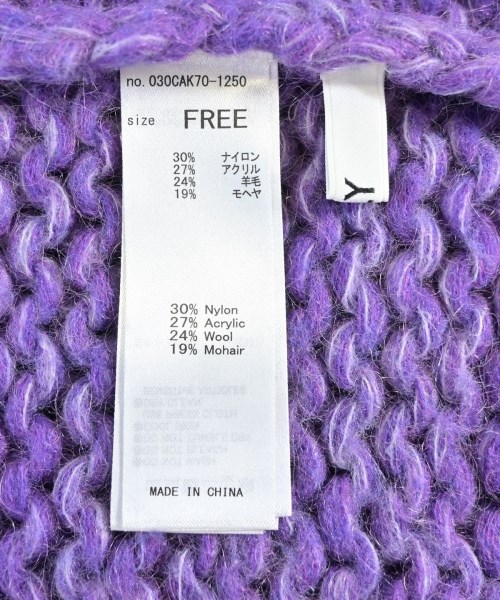 no. 030CAK70-1250
size FREE
30% ナイロン
27% アクリル
24% 羊毛
19% モヘヤ
30% Nylon
27% Acrylic
24% Wool
19% Mohair
MADE IN CHINA
Y